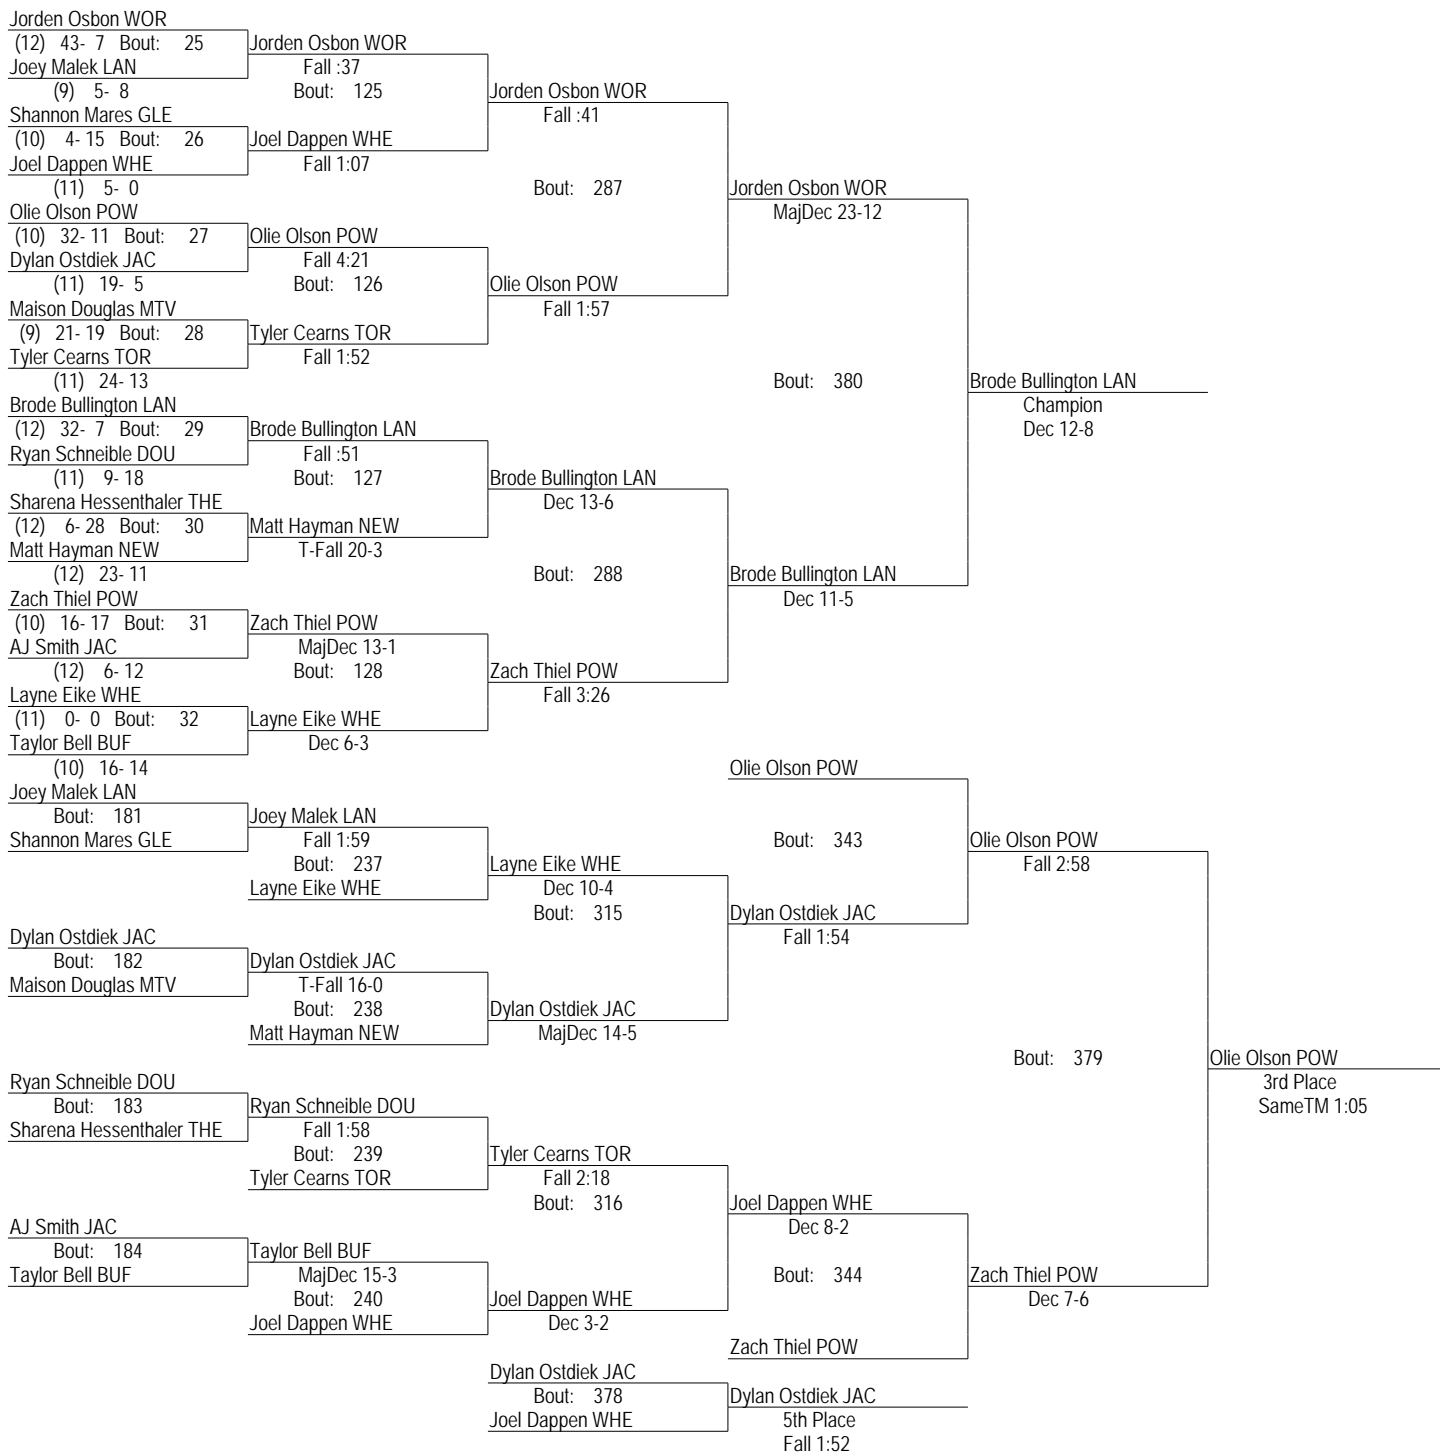 Jorden Osbon WOR
(12) 43- 7 Bout: 25
Joey Malek LAN
(9) 5- 8
Shannon Mares GLE
(10) 4- 15 Bout: 26
Joel Dappen WHE
(11) 5- 0
Olie Olson POW
(10) 32- 11 Bout: 27
Dylan Ostdiek JAC
(11) 19- 5
Maison Douglas MTV
(9) 21- 19 Bout: 28
Tyler Cearns TOR
(11) 24- 13
Brode Bullington LAN
(12) 32- 7 Bout: 29
Ryan Schneible DOU
(11) 9- 18
Sharena Hessenthaler THE
(12) 6- 28 Bout: 30
Matt Hayman NEW
(12) 23- 11
Zach Thiel POW
(10) 16- 17 Bout: 31
AJ Smith JAC
(12) 6- 12
Layne Eike WHE
(11) 0- 0 Bout: 32
Taylor Bell BUF
(10) 16- 14
Jorden Osbon WOR
Fall :37
Bout: 125
Joel Dappen WHE
Fall 1:07
Olie Olson POW
Fall 4:21
Bout: 126
Tyler Cearns TOR
Fall 1:52
Brode Bullington LAN
Fall :51
Bout: 127
Matt Hayman NEW
T-Fall 20-3
Zach Thiel POW
MajDec 13-1
Bout: 128
Layne Eike WHE
Dec 6-3
Jorden Osbon WOR
Fall :41
Bout: 287
Olie Olson POW
Fall 1:57
Brode Bullington LAN
Dec 13-6
Bout: 288
Zach Thiel POW
Fall 3:26
Jorden Osbon WOR
MajDec 23-12
Bout: 380
Brode Bullington LAN
Dec 11-5
Brode Bullington LAN
Champion
Dec 12-8
Joey Malek LAN
Bout: 181
Shannon Mares GLE
Dylan Ostdiek JAC
Bout: 182
Maison Douglas MTV
Ryan Schneible DOU
Bout: 183
Sharena Hessenthaler THE
AJ Smith JAC
Bout: 184
Taylor Bell BUF
Joey Malek LAN
Fall 1:59
Bout: 237
Layne Eike WHE
Dylan Ostdiek JAC
T-Fall 16-0
Bout: 238
Matt Hayman NEW
Ryan Schneible DOU
Fall 1:58
Bout: 239
Tyler Cearns TOR
Taylor Bell BUF
MajDec 15-3
Bout: 240
Joel Dappen WHE
Layne Eike WHE
Dec 10-4
Bout: 315
Dylan Ostdiek JAC
MajDec 14-5
Tyler Cearns TOR
Fall 2:18
Bout: 316
Joel Dappen WHE
Dec 3-2
Olie Olson POW
Bout: 343
Dylan Ostdiek JAC
Fall 1:54
Joel Dappen WHE
Dec 8-2
Bout: 344
Zach Thiel POW
Olie Olson POW
Fall 2:58
Bout: 379
Zach Thiel POW
Dec 7-6
Olie Olson POW
3rd Place
SameTM 1:05
Dylan Ostdiek JAC
Bout: 378
Joel Dappen WHE
Dylan Ostdiek JAC
5th Place
Fall 1:52